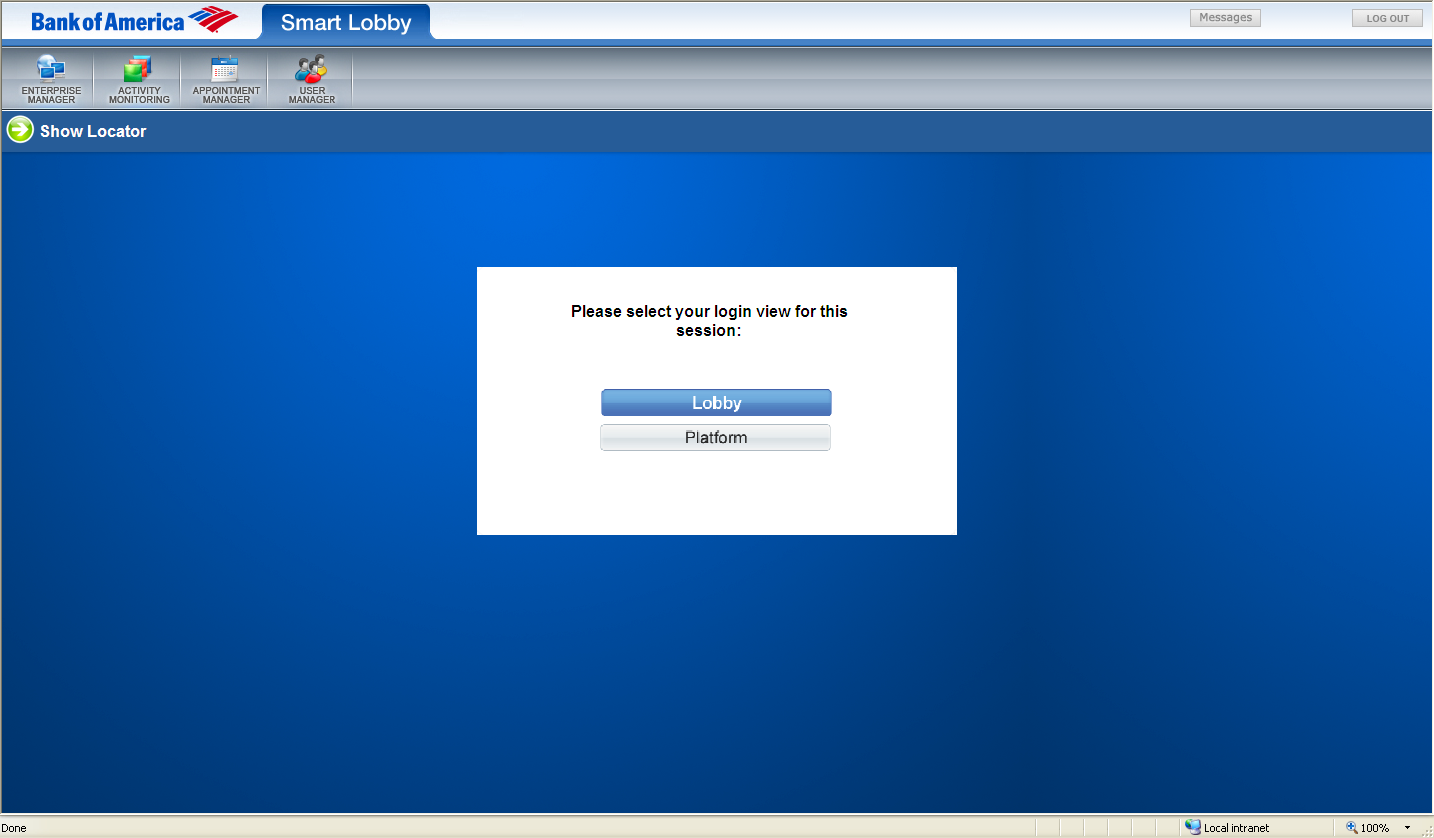 Bank of America
Smart Lobby
Messages
LOG OUT
ENTERPRISE
MANAGER
ACTIVITY
MONITORING
APPOINTMENT
MANAGER
USER
MANAGER
Show Locator
Please select your login view for this
session:
Lobby
Platform
Done
Local intranet
100%